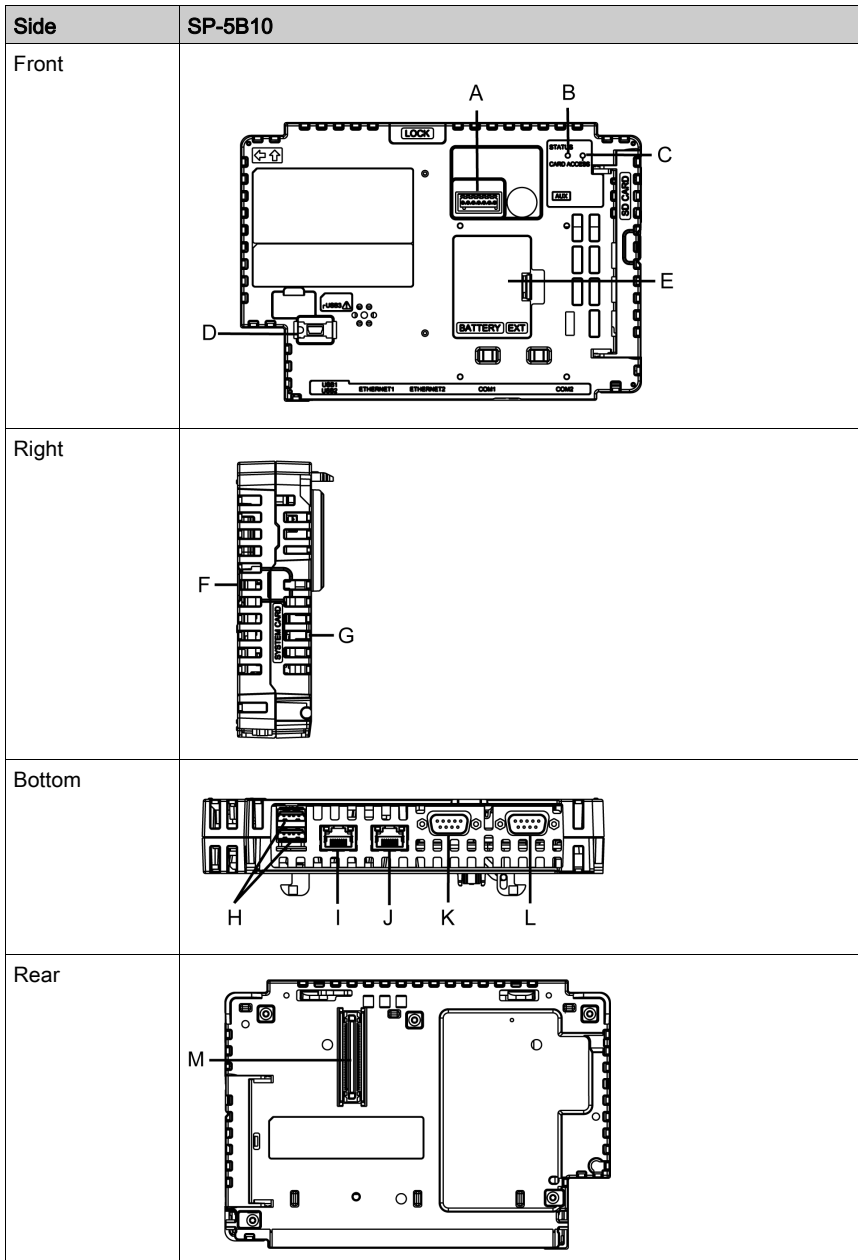 Side SP-5B10
Front
A B
LOCK
STATUS
C
CARD ACCESS
AUX
SD CARD
E
USB3
D
BATTERY EXT
USB1
USB2 ETHERNET1 ETHERNET2 COM1 COM2
Right
F
SYSTEM CARD
G
Bottom
H I J K L
Rear
M